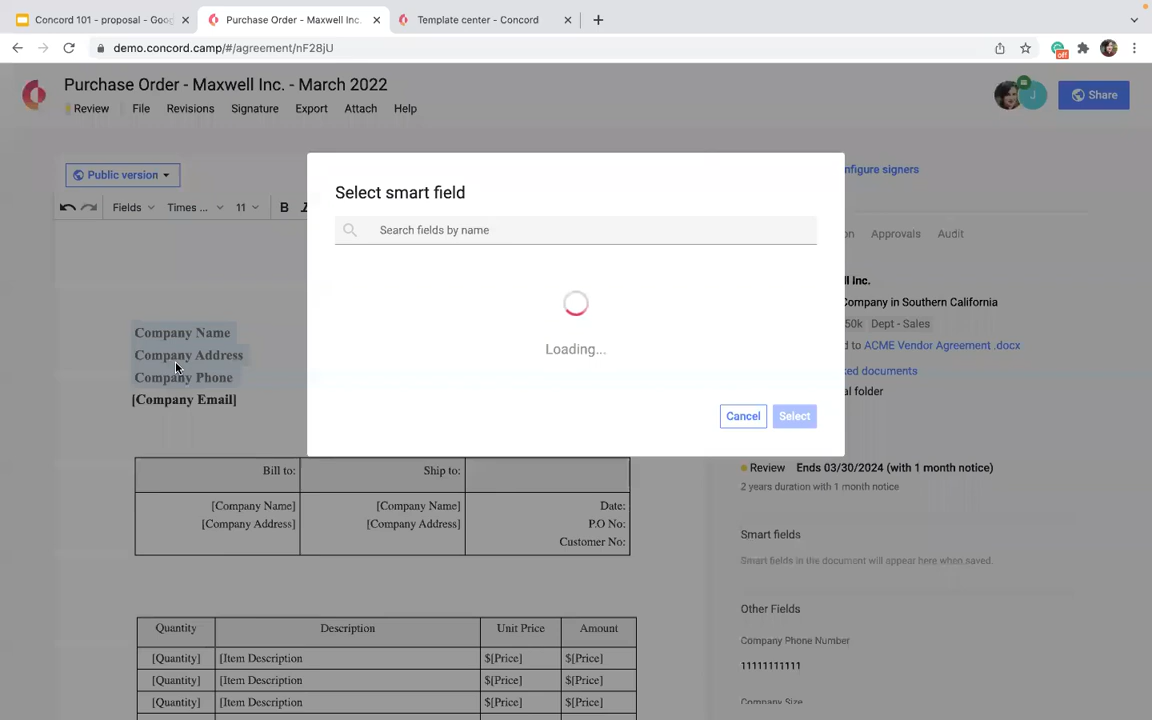 Concord 101 - proposal - Goo
Purchase Order - Maxwell Inc.
Template center - Concord
demo.concord.camp/#/agreement/nF28jU
off
Purchase Order - Maxwell Inc. - March 2022
Review File Revisions Signature Export Attach Help
J
Share
Public version
Fields Times ... 11 B I
Select smart field
Search fields by name
Loading...
Cancel Select
Company Name
Company Address
Company Phone
[Company Email]
Bill to: Ship to:
[Company Name] [Company Name] Date:
[Company Address] [Company Address] P.O No:
Customer No:
Quantity Description Unit Price Amount
[Quantity] [Item Description $[Price] $[Price]
[Quantity] [Item Description $[Price] $[Price]
[Quantity] [Item Description $[Price] $[Price]
nfigure signers
on Approvals Audit
ll Inc.
Company in Southern California
50k Dept - Sales
d to ACME Vendor Agreement .docx
ked documents
al folder
Review Ends 03/30/2024 (with 1 month notice)
2 years duration with 1 month notice
Smart fields
Smart fields in the document will appear here when saved.
Other Fields
Company Phone Number
11111111111
Company Size